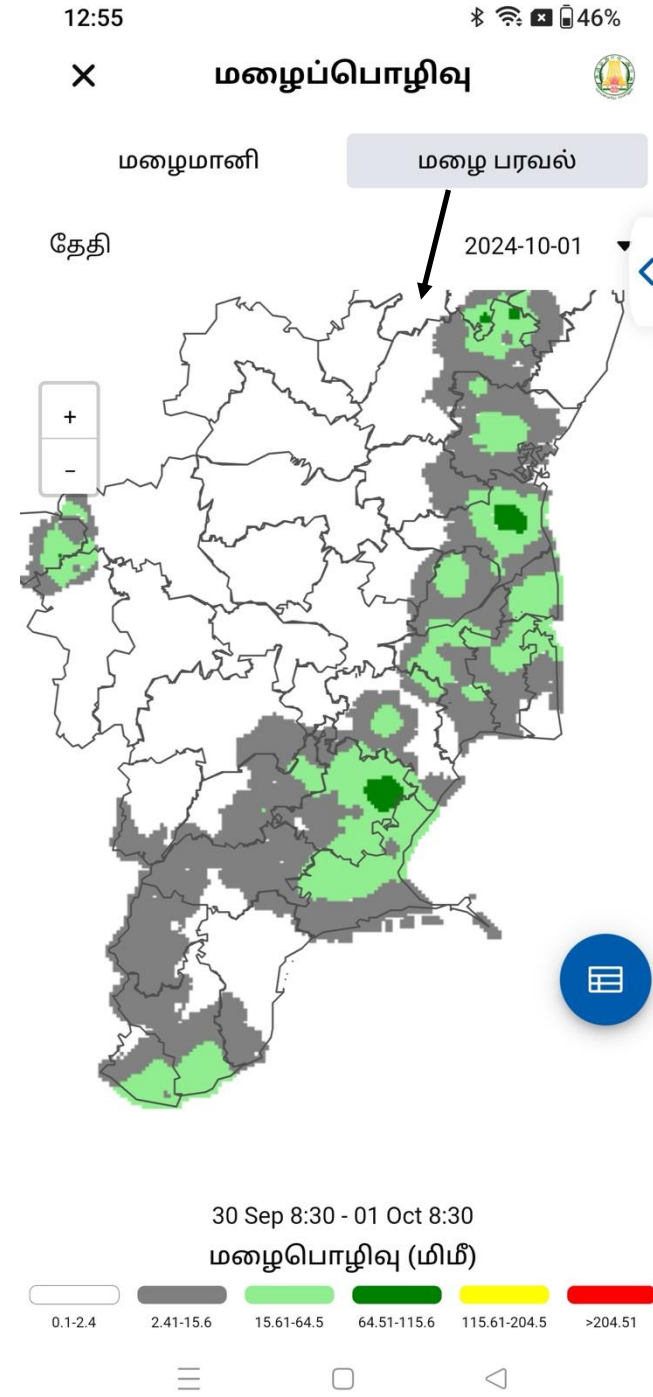 12:55 46%
மழைப்பொழிவு
மழைமானி மழை பரவல்
தேதி 2024-10-01
+
−
30 Sep 8:30 - 01 Oct 8:30
மழைபொழிவு (மிமீ)
0.1-2.4 2.41-15.6 15.61-64.5 64.51-115.6 115.61-204.5 >204.51